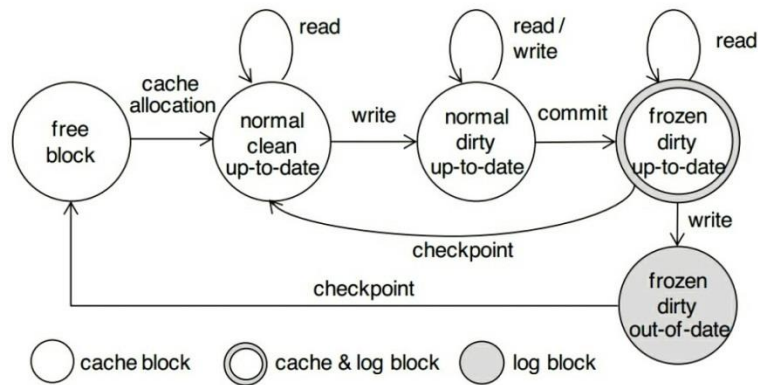 read
read /
write
read
cache
allocation
free
block
normal
clean
up-to-date
write
normal
dirty
up-to-date
commit
frozen
dirty
up-to-date
checkpoint
write
checkpoint
frozen
dirty
out-of-date
cache block
cache & log block
log block